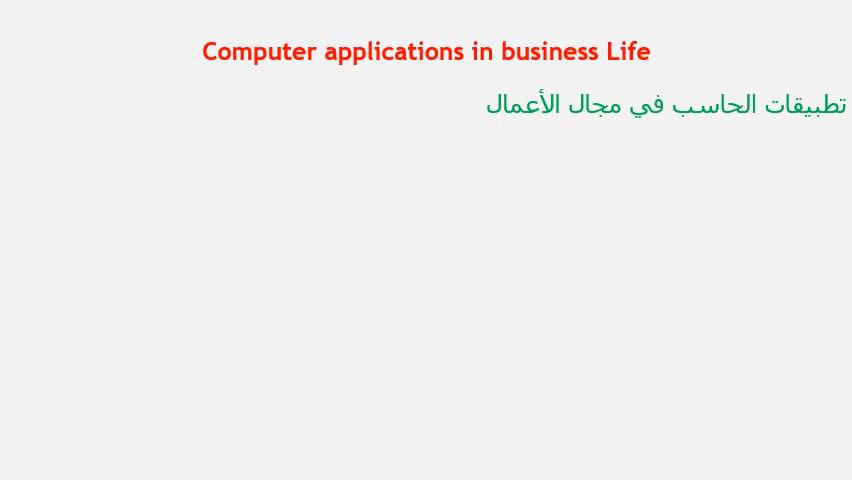 Computer applications in business Life
تطبيقات الحاسب في مجال الأعمال